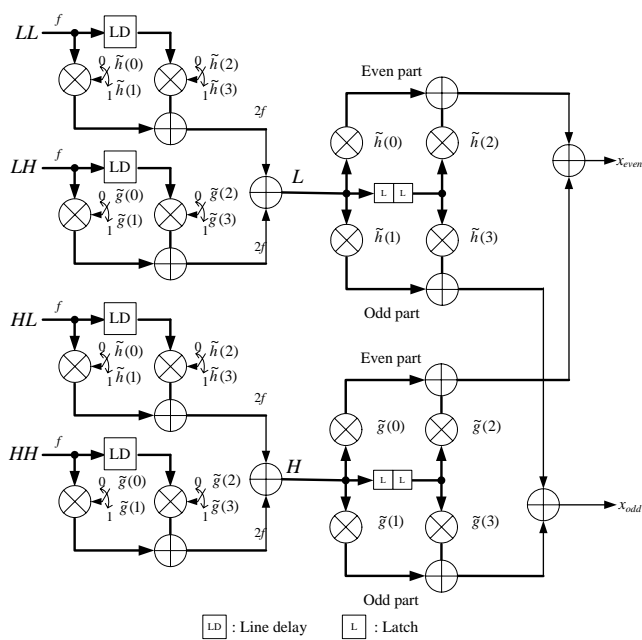 LL f LD
0 h̃(0) 0 h̃(2)
1 h̃(1) 1 h̃(3)
2f
LH f LD
0 g̃(0) 0 g̃(2)
1 g̃(1) 1 g̃(3)
2f
L
Even part
h̃(0) h̃(2)
L L
h̃(1) h̃(3)
Odd part
x_even
HL f LD
0 h̃(0) 0 h̃(2)
1 h̃(1) 1 h̃(3)
2f
HH f LD
0 g̃(0) 0 g̃(2)
1 g̃(1) 1 g̃(3)
2f
H
Even part
g̃(0) g̃(2)
L L
g̃(1) g̃(3)
Odd part
x_odd
LD : Line delay L : Latch